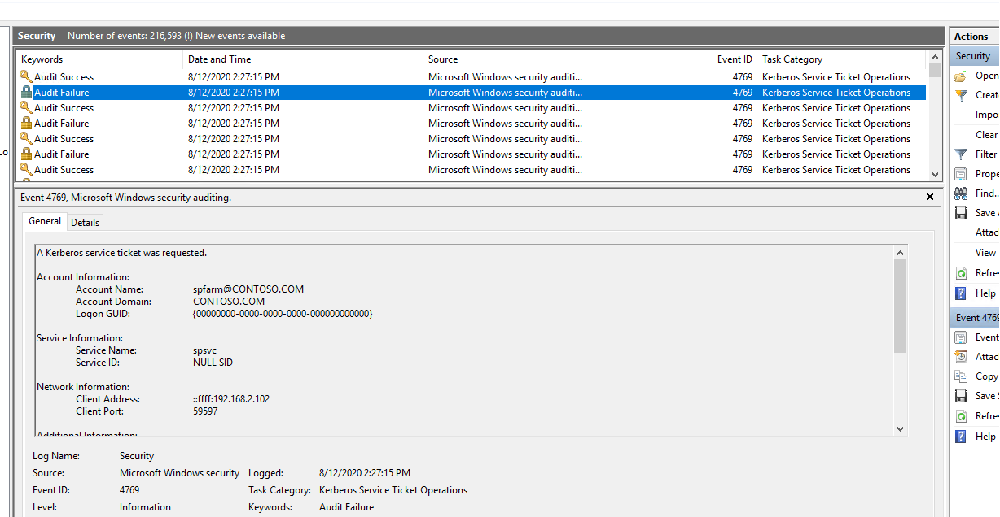 Security Number of events: 216,593 (!) New events available
Keywords Date and Time Source Event ID Task Category
Audit Success 8/12/2020 2:27:15 PM Microsoft Windows security auditi... 4769 Kerberos Service Ticket Operations
Audit Failure 8/12/2020 2:27:15 PM Microsoft Windows security auditi... 4769 Kerberos Service Ticket Operations
Audit Success 8/12/2020 2:27:15 PM Microsoft Windows security auditi... 4769 Kerberos Service Ticket Operations
Audit Failure 8/12/2020 2:27:15 PM Microsoft Windows security auditi... 4769 Kerberos Service Ticket Operations
Audit Success 8/12/2020 2:27:15 PM Microsoft Windows security auditi... 4769 Kerberos Service Ticket Operations
Audit Failure 8/12/2020 2:27:15 PM Microsoft Windows security auditi... 4769 Kerberos Service Ticket Operations
Audit Success 8/12/2020 2:27:15 PM Microsoft Windows security auditi... 4769 Kerberos Service Ticket Operations
Lo
Event 4769, Microsoft Windows security auditing.
General Details
A Kerberos service ticket was requested.
Account Information:
Account Name: spfarm@CONTOSO.COM
Account Domain: CONTOSO.COM
Logon GUID: {00000000-0000-0000-0000-000000000000}
Service Information:
Service Name: spsvc
Service ID: NULL SID
Network Information:
Client Address: ::ffff:192.168.2.102
Client Port: 59597
Additional Information:
Log Name: Security
Source: Microsoft Windows security Logged: 8/12/2020 2:27:15 PM
Event ID: 4769 Task Category: Kerberos Service Ticket Operations
Level: Information Keywords: Audit Failure
Actions
Security
Open
Create
Impo
Clear
Filter
Prope
Find...
Save
Attac
View
Refres
Help
Event 4769
Event
Attac
Copy
Save S
Refres
Help